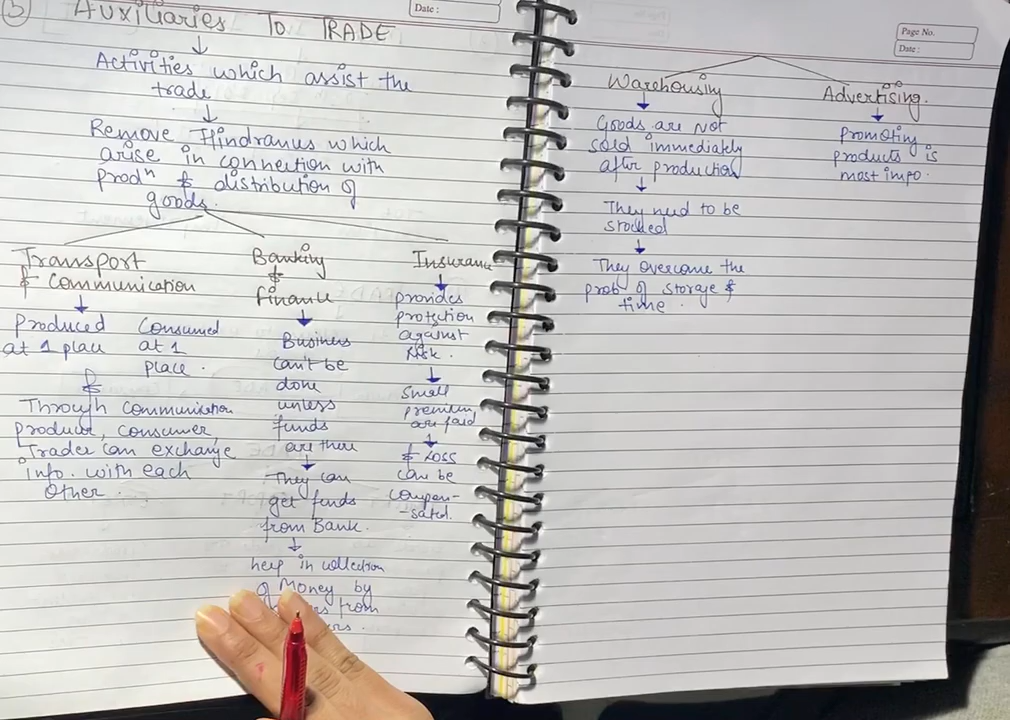 5 AUXILIARIES TO TRADE
Date :
Activities which assist the
trade
Remove Hindrances which
arise in connection with
prodⁿ & distribution of
goods.
Transport
& Communication
Produced Consumed
at 1 place at 1
place .
&
Through communication
producer, consumer,
Trader can exchange
info. with each
other .
Banking
&
finance
Business
can't be
done
unless
funds
are there
They can
get funds
from Bank.
help in collection
of Money by
from
Insurance
provides
protection
against
risk .
Small
premium
are paid
& Loss
can be
compen-
-sated.
Page No.
Date :
Warehousing
Goods are Not
sold immediately
after production
They need to be
stocked
They overcome the
prob of storage &
time .
Advertising.
Promoting
products is
most impo.